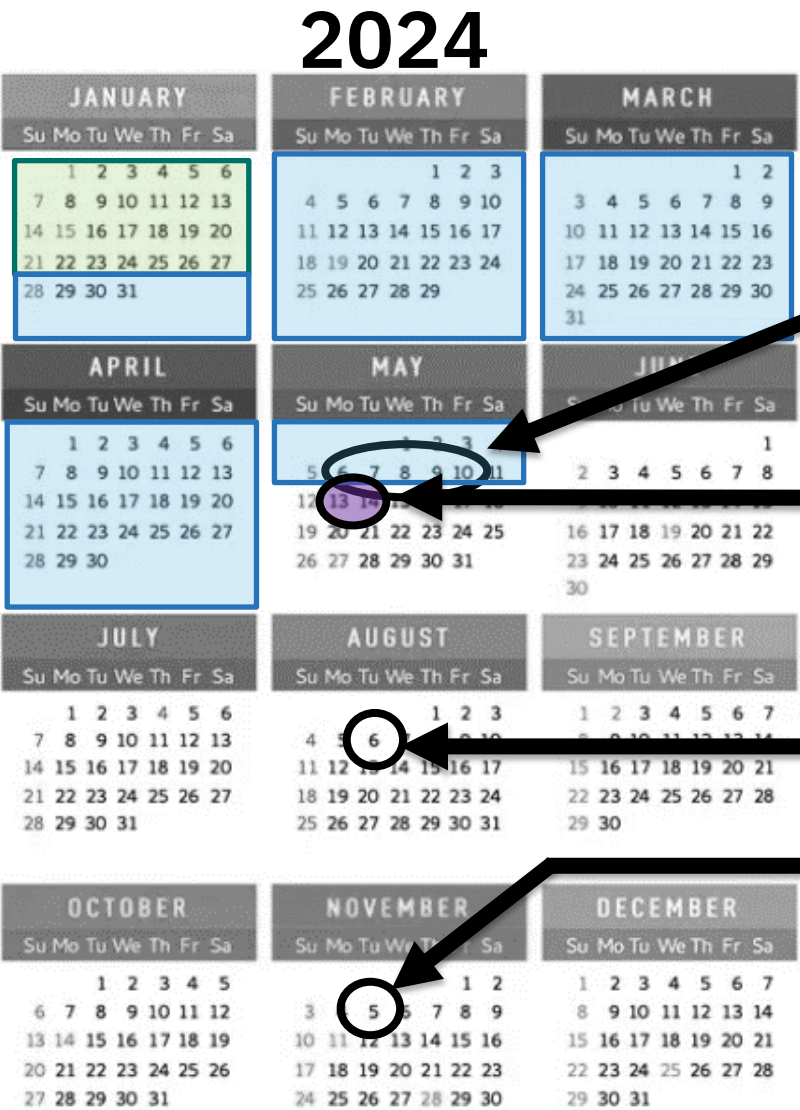 2024
JANUARY
Su Mo Tu We Th Fr Sa
1 2 3 4 5 6
7 8 9 10 11 12 13
14 15 16 17 18 19 20
21 22 23 24 25 26 27
28 29 30 31
FEBRUARY
Su Mo Tu We Th Fr Sa
1 2 3
4 5 6 7 8 9 10
11 12 13 14 15 16 17
18 19 20 21 22 23 24
25 26 27 28 29
MARCH
Su Mo Tu We Th Fr Sa
1 2
3 4 5 6 7 8 9
10 11 12 13 14 15 16
17 18 19 20 21 22 23
24 25 26 27 28 29 30
31
APRIL
Su Mo Tu We Th Fr Sa
1 2 3 4 5 6
7 8 9 10 11 12 13
14 15 16 17 18 19 20
21 22 23 24 25 26 27
28 29 30
MAY
Su Mo Tu We Th Fr Sa
1 2 3
5 6 7 8 9 10 11
12 13 14
19 20 21 22 23 24 25
26 27 28 29 30 31
Su Mo Tu We Th Fr Sa
1
2 3 4 5 6 7 8
16 17 18 19 20 21 22
23 24 25 26 27 28 29
30
JULY
Su Mo Tu We Th Fr Sa
1 2 3 4 5 6
7 8 9 10 11 12 13
14 15 16 17 18 19 20
21 22 23 24 25 26 27
28 29 30 31
AUGUST
Su Mo Tu We Th Fr Sa
1 2 3
4 5 6
11 12 13 14 15 16 17
18 19 20 21 22 23 24
25 26 27 28 29 30 31
SEPTEMBER
Su Mo Tu We Th Fr Sa
1 2 3 4 5 6 7
15 16 17 18 19 20 21
22 23 24 25 26 27 28
29 30
OCTOBER
Su Mo Tu We Th Fr Sa
1 2 3 4 5
6 7 8 9 10 11 12
13 14 15 16 17 18 19
20 21 22 23 24 25 26
27 28 29 30 31
NOVEMBER
Su Mo Tu We Th Fr Sa
1 2
3 5 6 7 8 9
10 11 12 13 14 15 16
17 18 19 20 21 22 23
24 25 26 27 28 29 30
DECEMBER
Su Mo Tu We Th Fr Sa
1 2 3 4 5 6 7
8 9 10 11 12 13 14
15 16 17 18 19 20 21
22 23 24 25 26 27 28
29 30 31